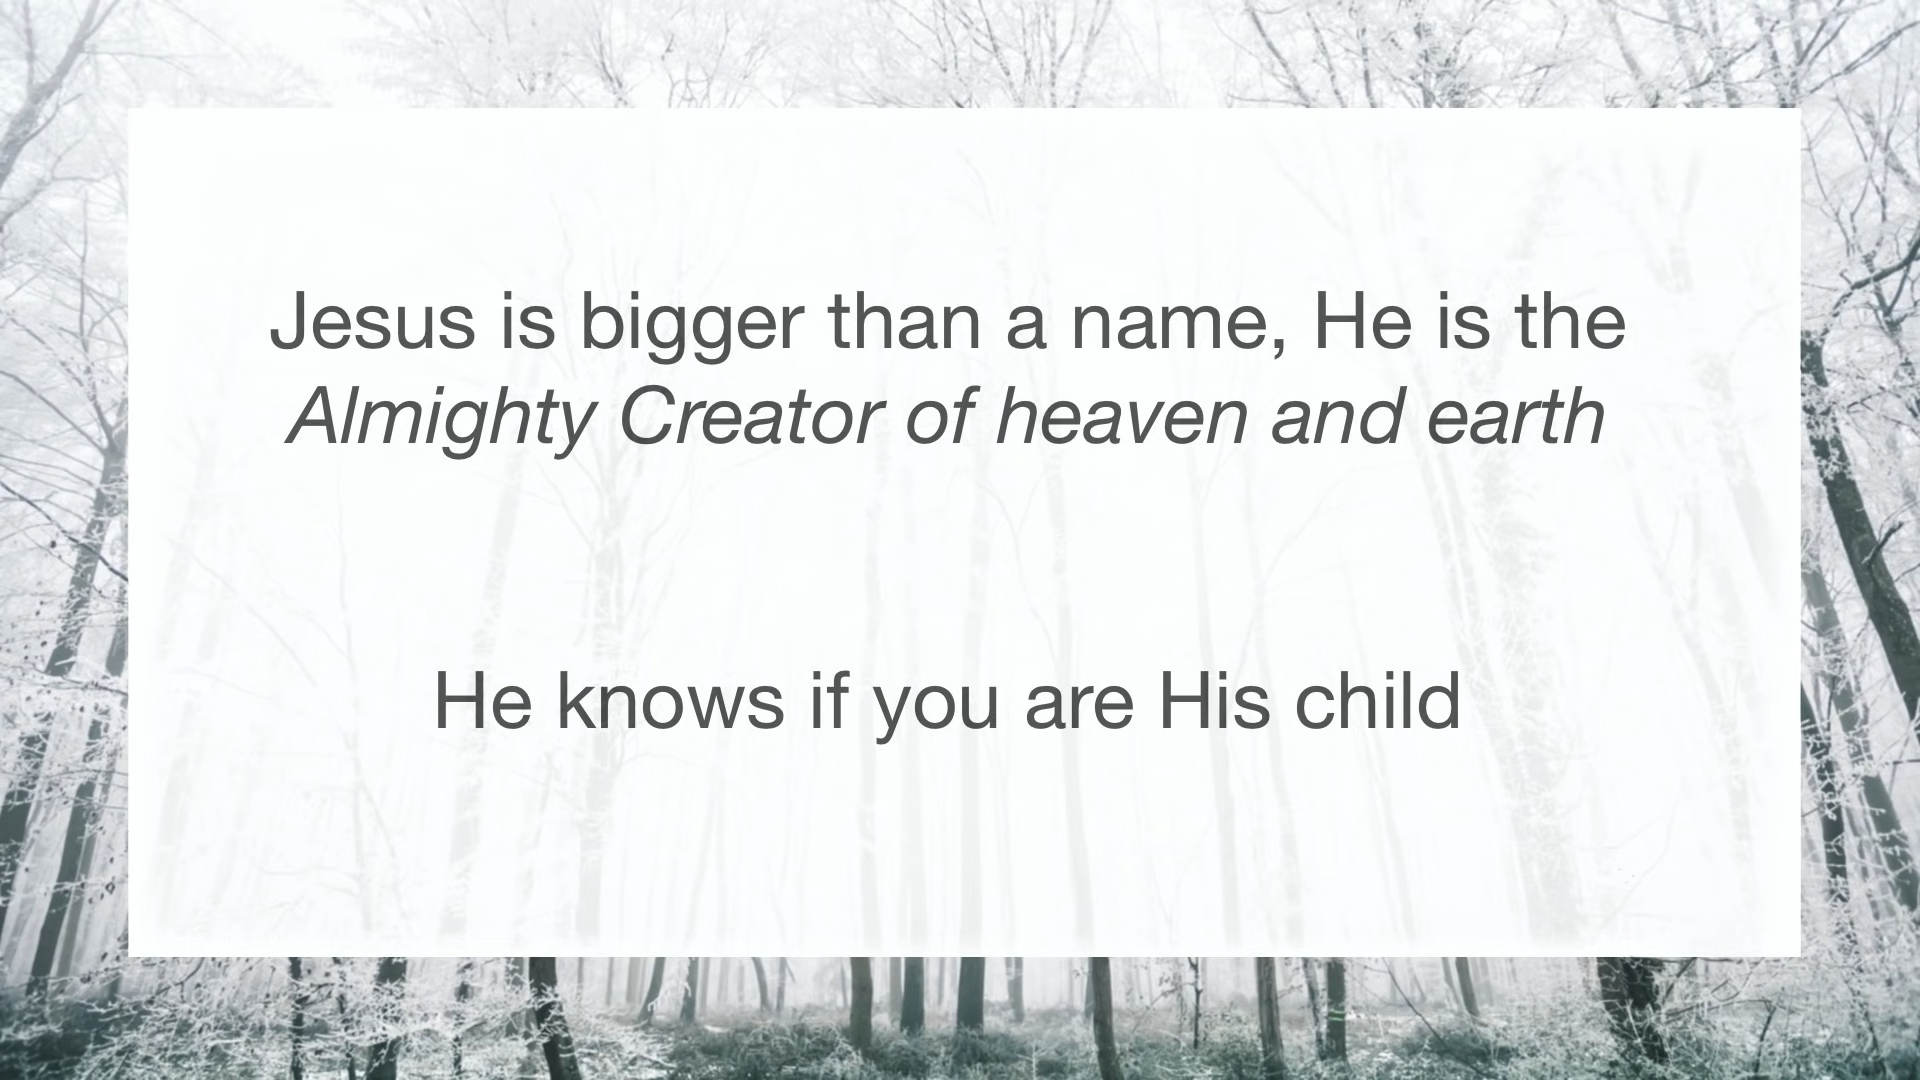 Jesus is bigger than a name, He is the
Almighty Creator of heaven and earth
He knows if you are His child